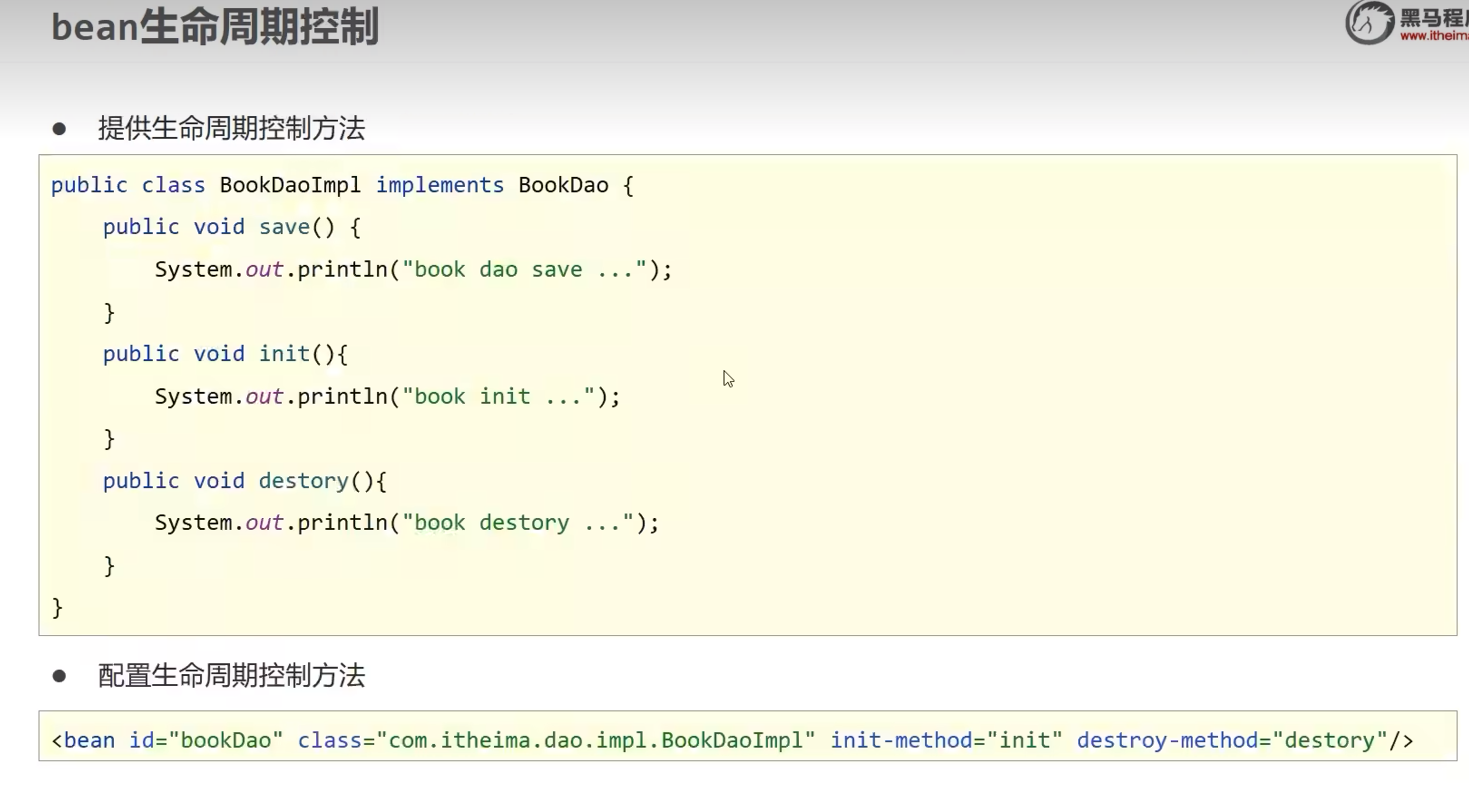 bean生命周期控制
黑马程
www.itheima
● 提供生命周期控制方法
public class BookDaoImpl implements BookDao {
    public void save() {
        System.out.println("book dao save ...");
    }
    public void init(){
        System.out.println("book init ...");
    }
    public void destory(){
        System.out.println("book destory ...");
    }
}
● 配置生命周期控制方法
<bean id="bookDao" class="com.itheima.dao.impl.BookDaoImpl" init-method="init" destroy-method="destory"/>